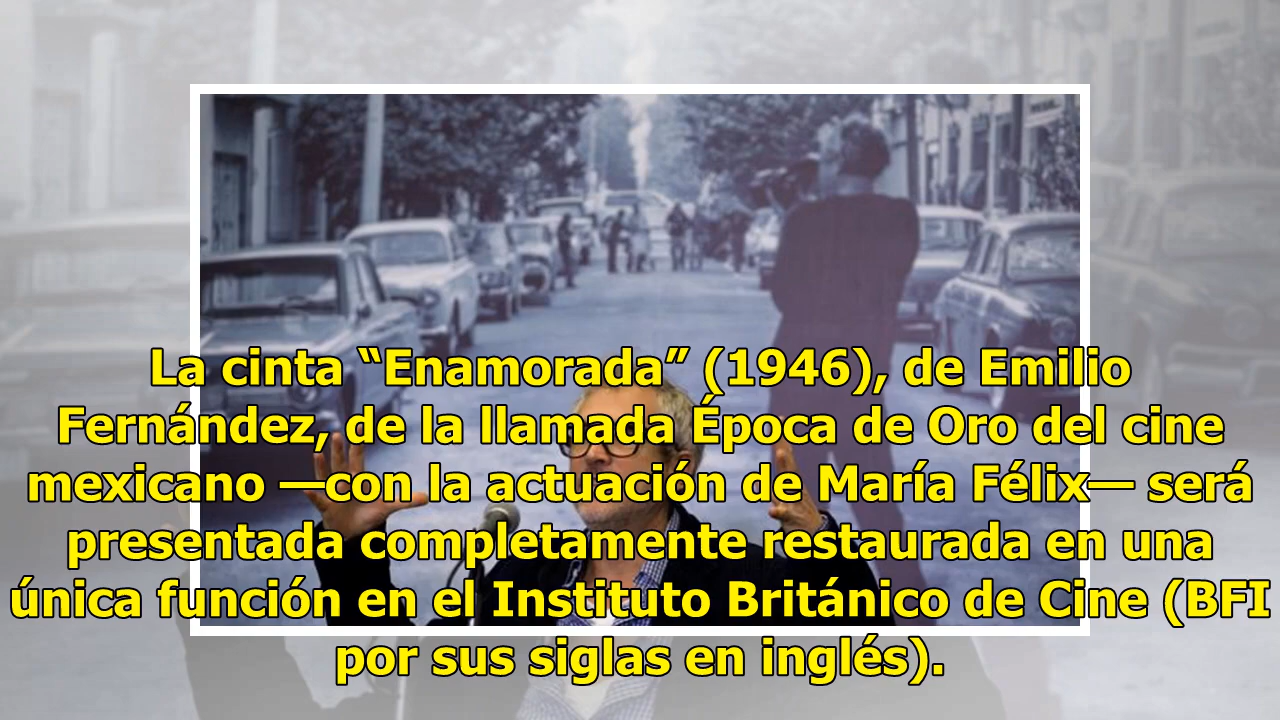 La cinta “Enamorada” (1946), de Emilio
Fernández, de la llamada Época de Oro del cine
mexicano —con la actuación de María Félix— será
presentada completamente restaurada en una
única función en el Instituto Británico de Cine (BFI
por sus siglas en inglés).